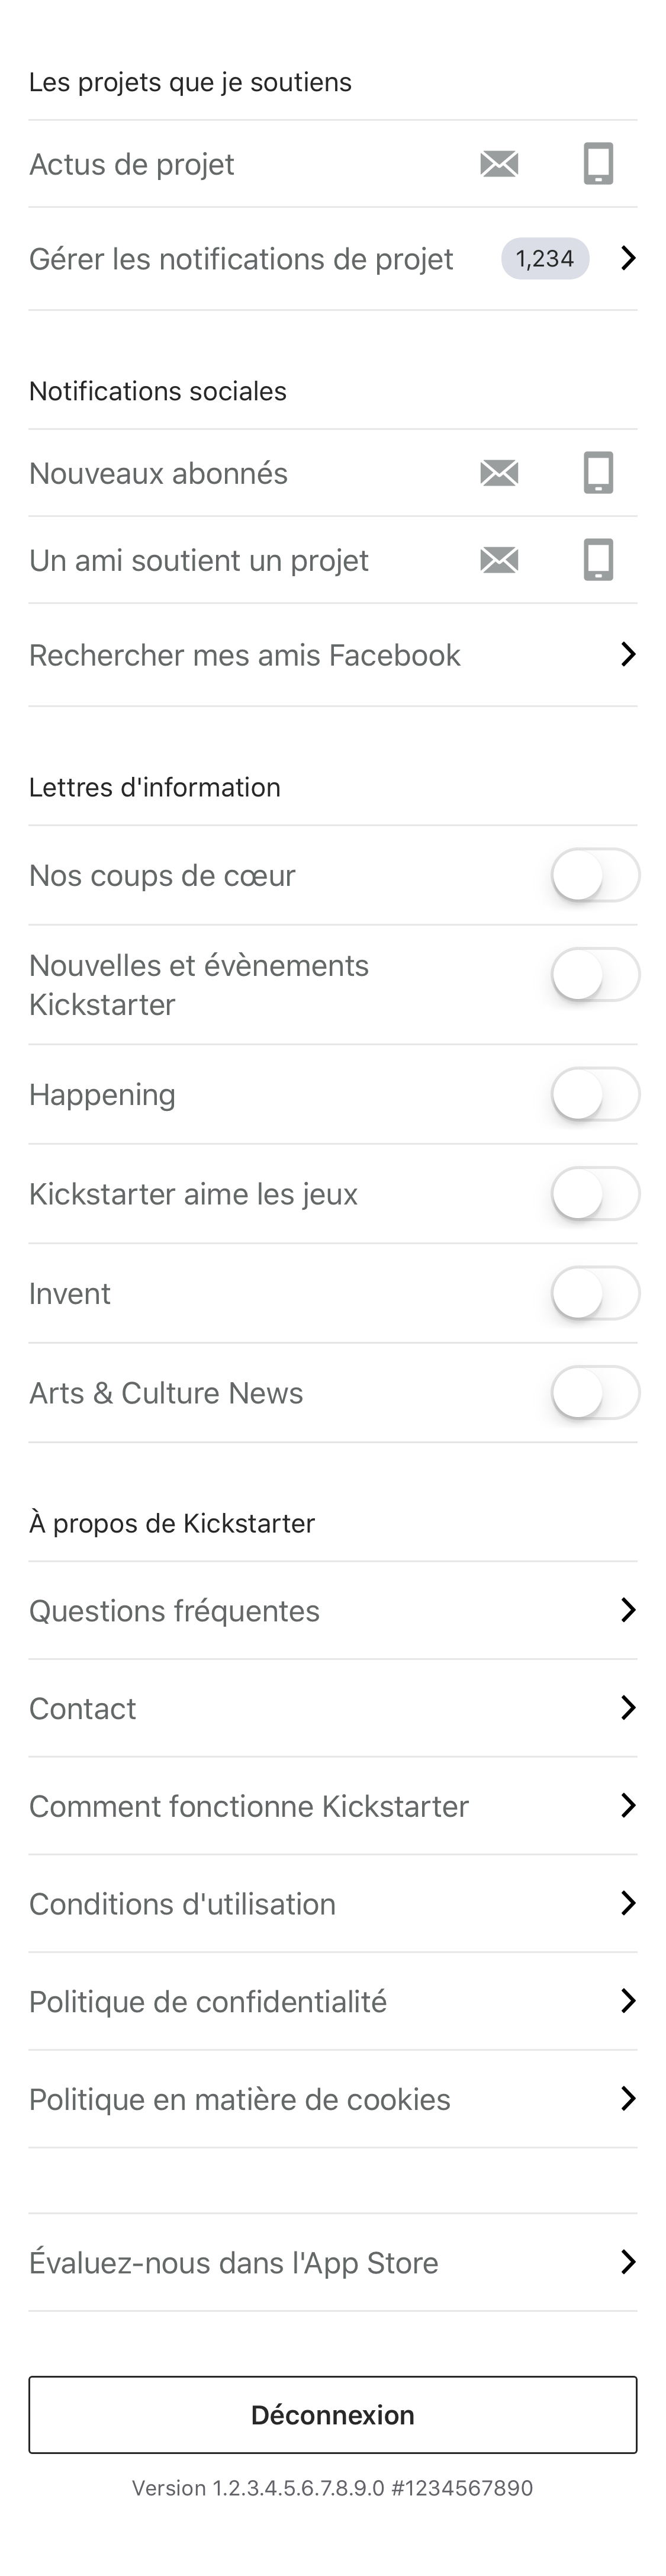 Les projets que je soutiens
Actus de projet
Gérer les notifications de projet 1,234
Notifications sociales
Nouveaux abonnés
Un ami soutient un projet
Rechercher mes amis Facebook
Lettres d'information
Nos coups de cœur
Nouvelles et évènements
Kickstarter
Happening
Kickstarter aime les jeux
Invent
Arts & Culture News
À propos de Kickstarter
Questions fréquentes
Contact
Comment fonctionne Kickstarter
Conditions d'utilisation
Politique de confidentialité
Politique en matière de cookies
Évaluez-nous dans l'App Store
Déconnexion
Version 1.2.3.4.5.6.7.8.9.0 #1234567890